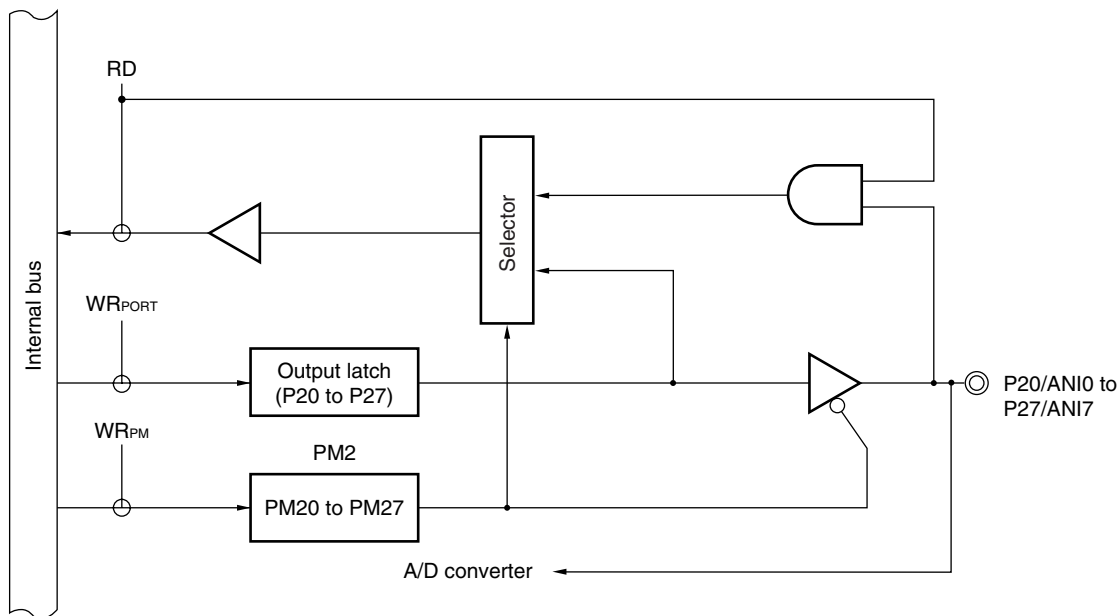 RD
Internal bus
Selector
WRPORT
Output latch
(P20 to P27)
P20/ANI0 to
P27/ANI7
WRPM
PM2
PM20 to PM27
A/D converter